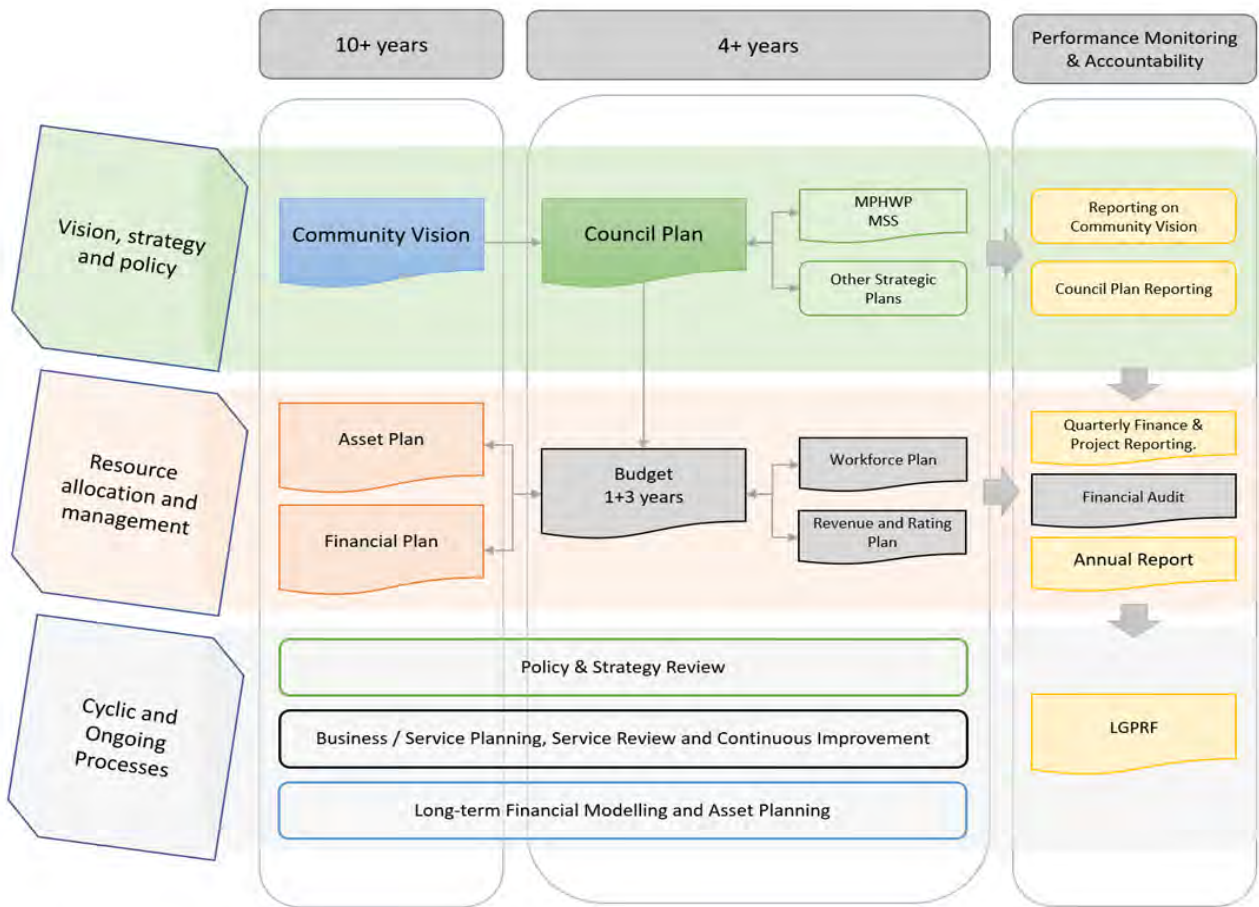 10+ years
4+ years
Performance Monitoring
& Accountability
Vision, strategy
and policy
Community Vision
Council Plan
MPHWP
MSS
Other Strategic
Plans
Reporting on
Community Vision
Council Plan Reporting
Resource
allocation and
management
Asset Plan
Financial Plan
Budget
1+3 years
Workforce Plan
Revenue and Rating
Plan
Quarterly Finance &
Project Reporting.
Financial Audit
Annual Report
Cyclic and
Ongoing
Processes
Policy & Strategy Review
Business / Service Planning, Service Review and Continuous Improvement
Long-term Financial Modelling and Asset Planning
LGPRF